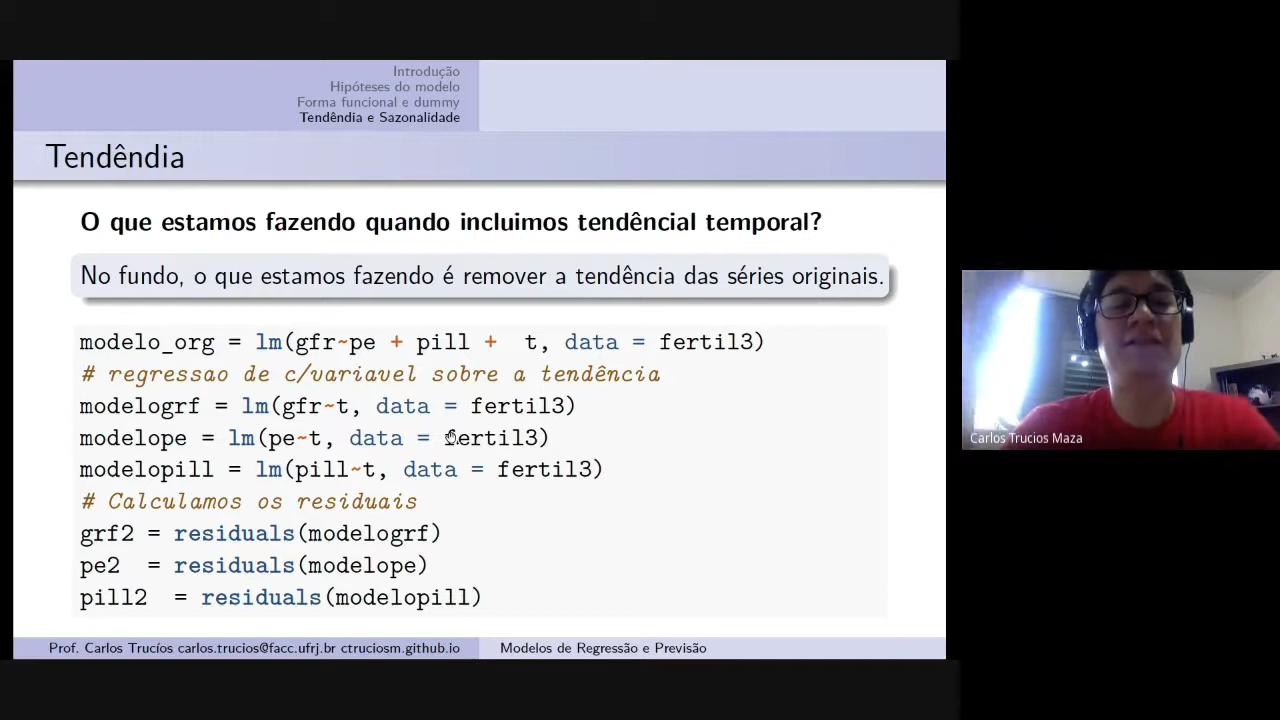 Introdução
Hipóteses do modelo
Forma funcional e dummy
Tendêndia e Sazonalidade
Tendêndia
O que estamos fazendo quando incluimos tendêncial temporal?
No fundo, o que estamos fazendo é remover a tendência das séries originais.
modelo_org = lm(gfr~pe + pill +  t, data = fertil3)
# regressao de c/variavel sobre a tendência
modelogrf = lm(gfr~t, data = fertil3)
modelope = lm(pe~t, data = fertil3)
modelopill = lm(pill~t, data = fertil3)
# Calculamos os residuais
grf2 = residuals(modelogrf)
pe2  = residuals(modelope)
pill2  = residuals(modelopill)
Prof. Carlos Trucíos carlos.trucios@facc.ufrj.br ctruciosm.github.io
Modelos de Regressão e Previsão
Carlos Trucios Maza